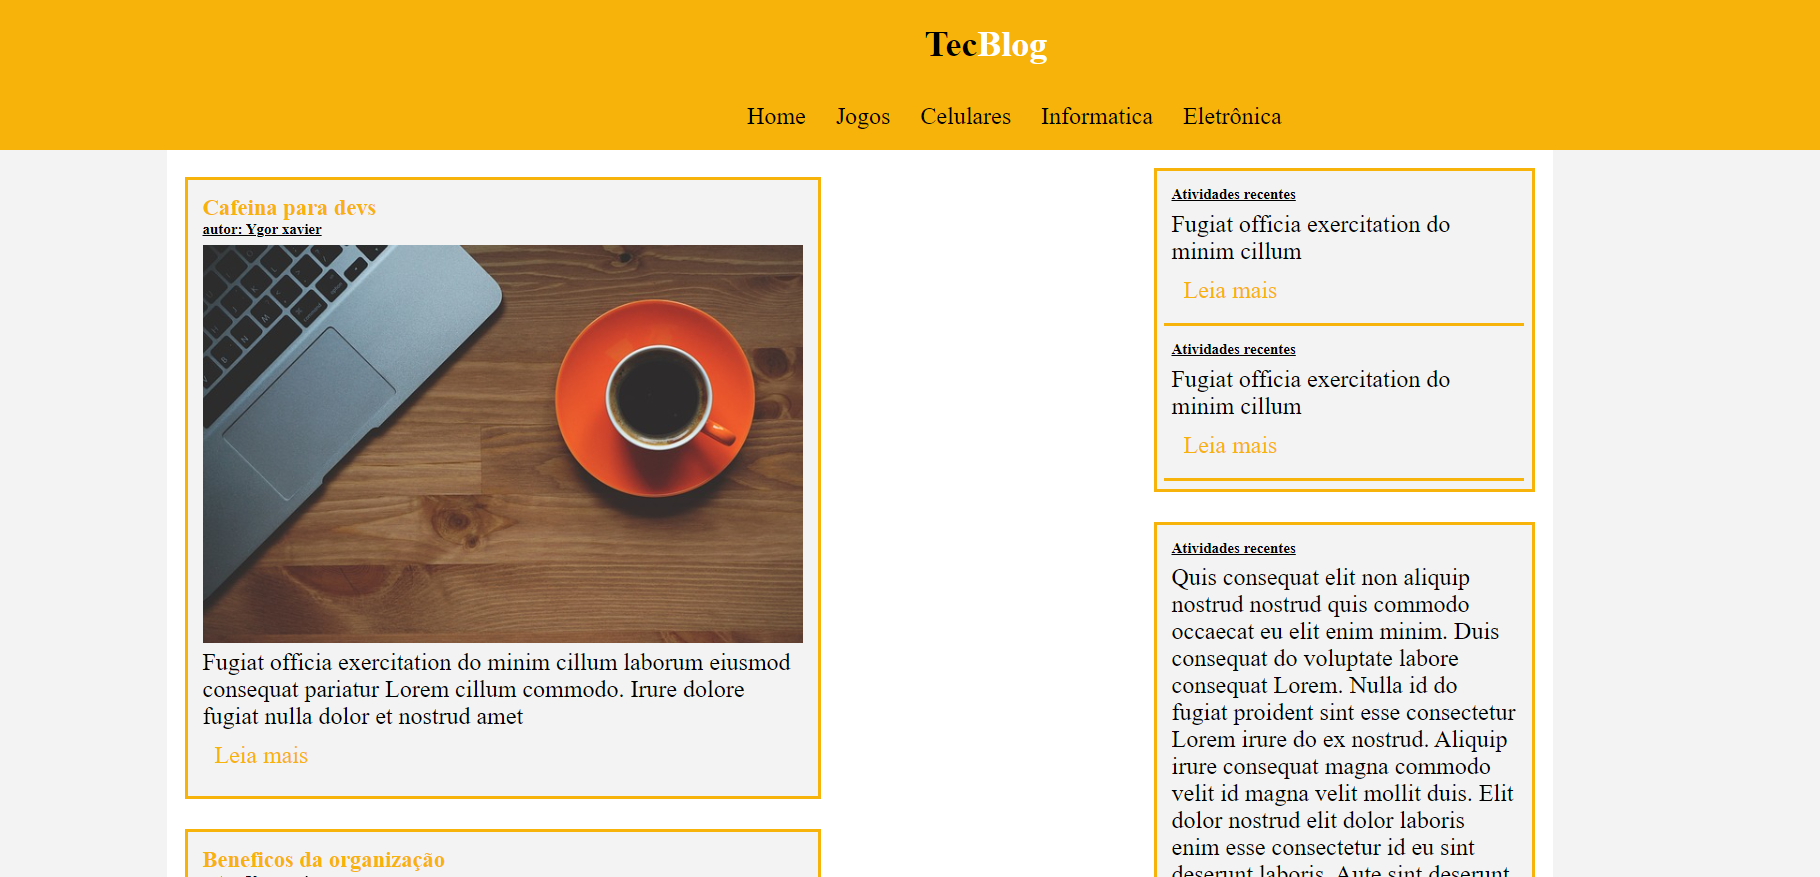 TecBlog
Home Jogos Celulares Informatica Eletrônica
Cafeina para devs
autor: Ygor xavier
Fugiat officia exercitation do minim cillum laborum eiusmod
consequat pariatur Lorem cillum commodo. Irure dolore
fugiat nulla dolor et nostrud amet
Leia mais
Beneficos da organização
Atividades recentes
Fugiat officia exercitation do
minim cillum
Leia mais
Atividades recentes
Fugiat officia exercitation do
minim cillum
Leia mais
Atividades recentes
Quis consequat elit non aliquip
nostrud nostrud quis commodo
occaecat eu elit enim minim. Duis
consequat do voluptate labore
consequat Lorem. Nulla id do
fugiat proident sint esse consectetur
Lorem irure do ex nostrud. Aliquip
irure consequat magna commodo
velit id magna velit mollit duis. Elit
dolor nostrud elit dolor laboris
enim esse consectetur id eu sint
deserunt laboris. Aute sint deserunt